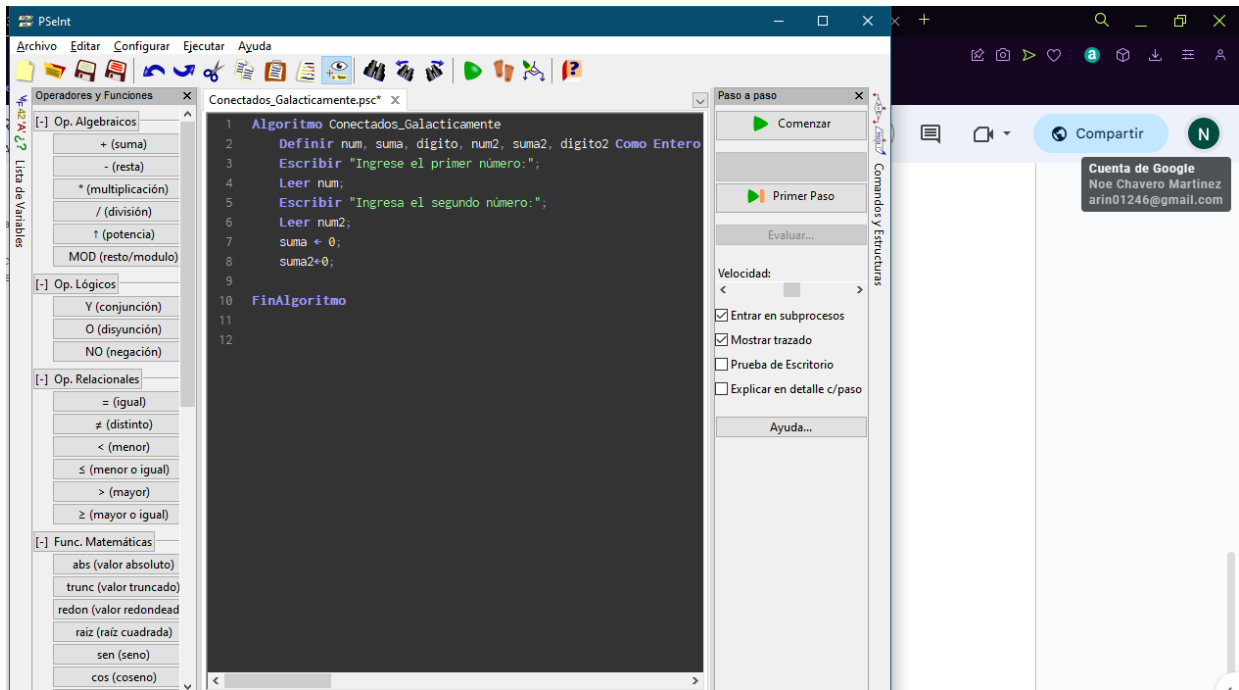 PSeInt
Archivo Editar Configurar Ejecutar Ayuda
Operadores y Funciones
Conectados_Galacticamente.psc*
Paso a paso
Lista de Variables
[-] Op. Algebraicos
+ (suma)
- (resta)
* (multiplicación)
/ (división)
↑ (potencia)
MOD (resto/modulo)
[-] Op. Lógicos
Y (conjunción)
O (disyunción)
NO (negación)
[-] Op. Relacionales
= (igual)
≠ (distinto)
< (menor)
≤ (menor o igual)
> (mayor)
≥ (mayor o igual)
[-] Func. Matemáticas
abs (valor absoluto)
trunc (valor truncado)
redon (valor redondead
raiz (raíz cuadrada)
sen (seno)
cos (coseno)
1 Algoritmo Conectados_Galacticamente
2 Definir num, suma, digito, num2, suma2, digito2 Como Entero
3 Escribir "Ingrese el primer número:";
4 Leer num;
5 Escribir "Ingresa el segundo número:";
6 Leer num2;
7 suma ← 0;
8 suma2←0;
9
10 FinAlgoritmo
11
12
Comenzar
Primer Paso
Evaluar...
Velocidad:
Entrar en subprocesos
Mostrar trazado
Prueba de Escritorio
Explicar en detalle c/paso
Ayuda...
Comandos y Estructuras
a
Compartir
N
Cuenta de Google
Noe Chavero Martinez
arin01246@gmail.com